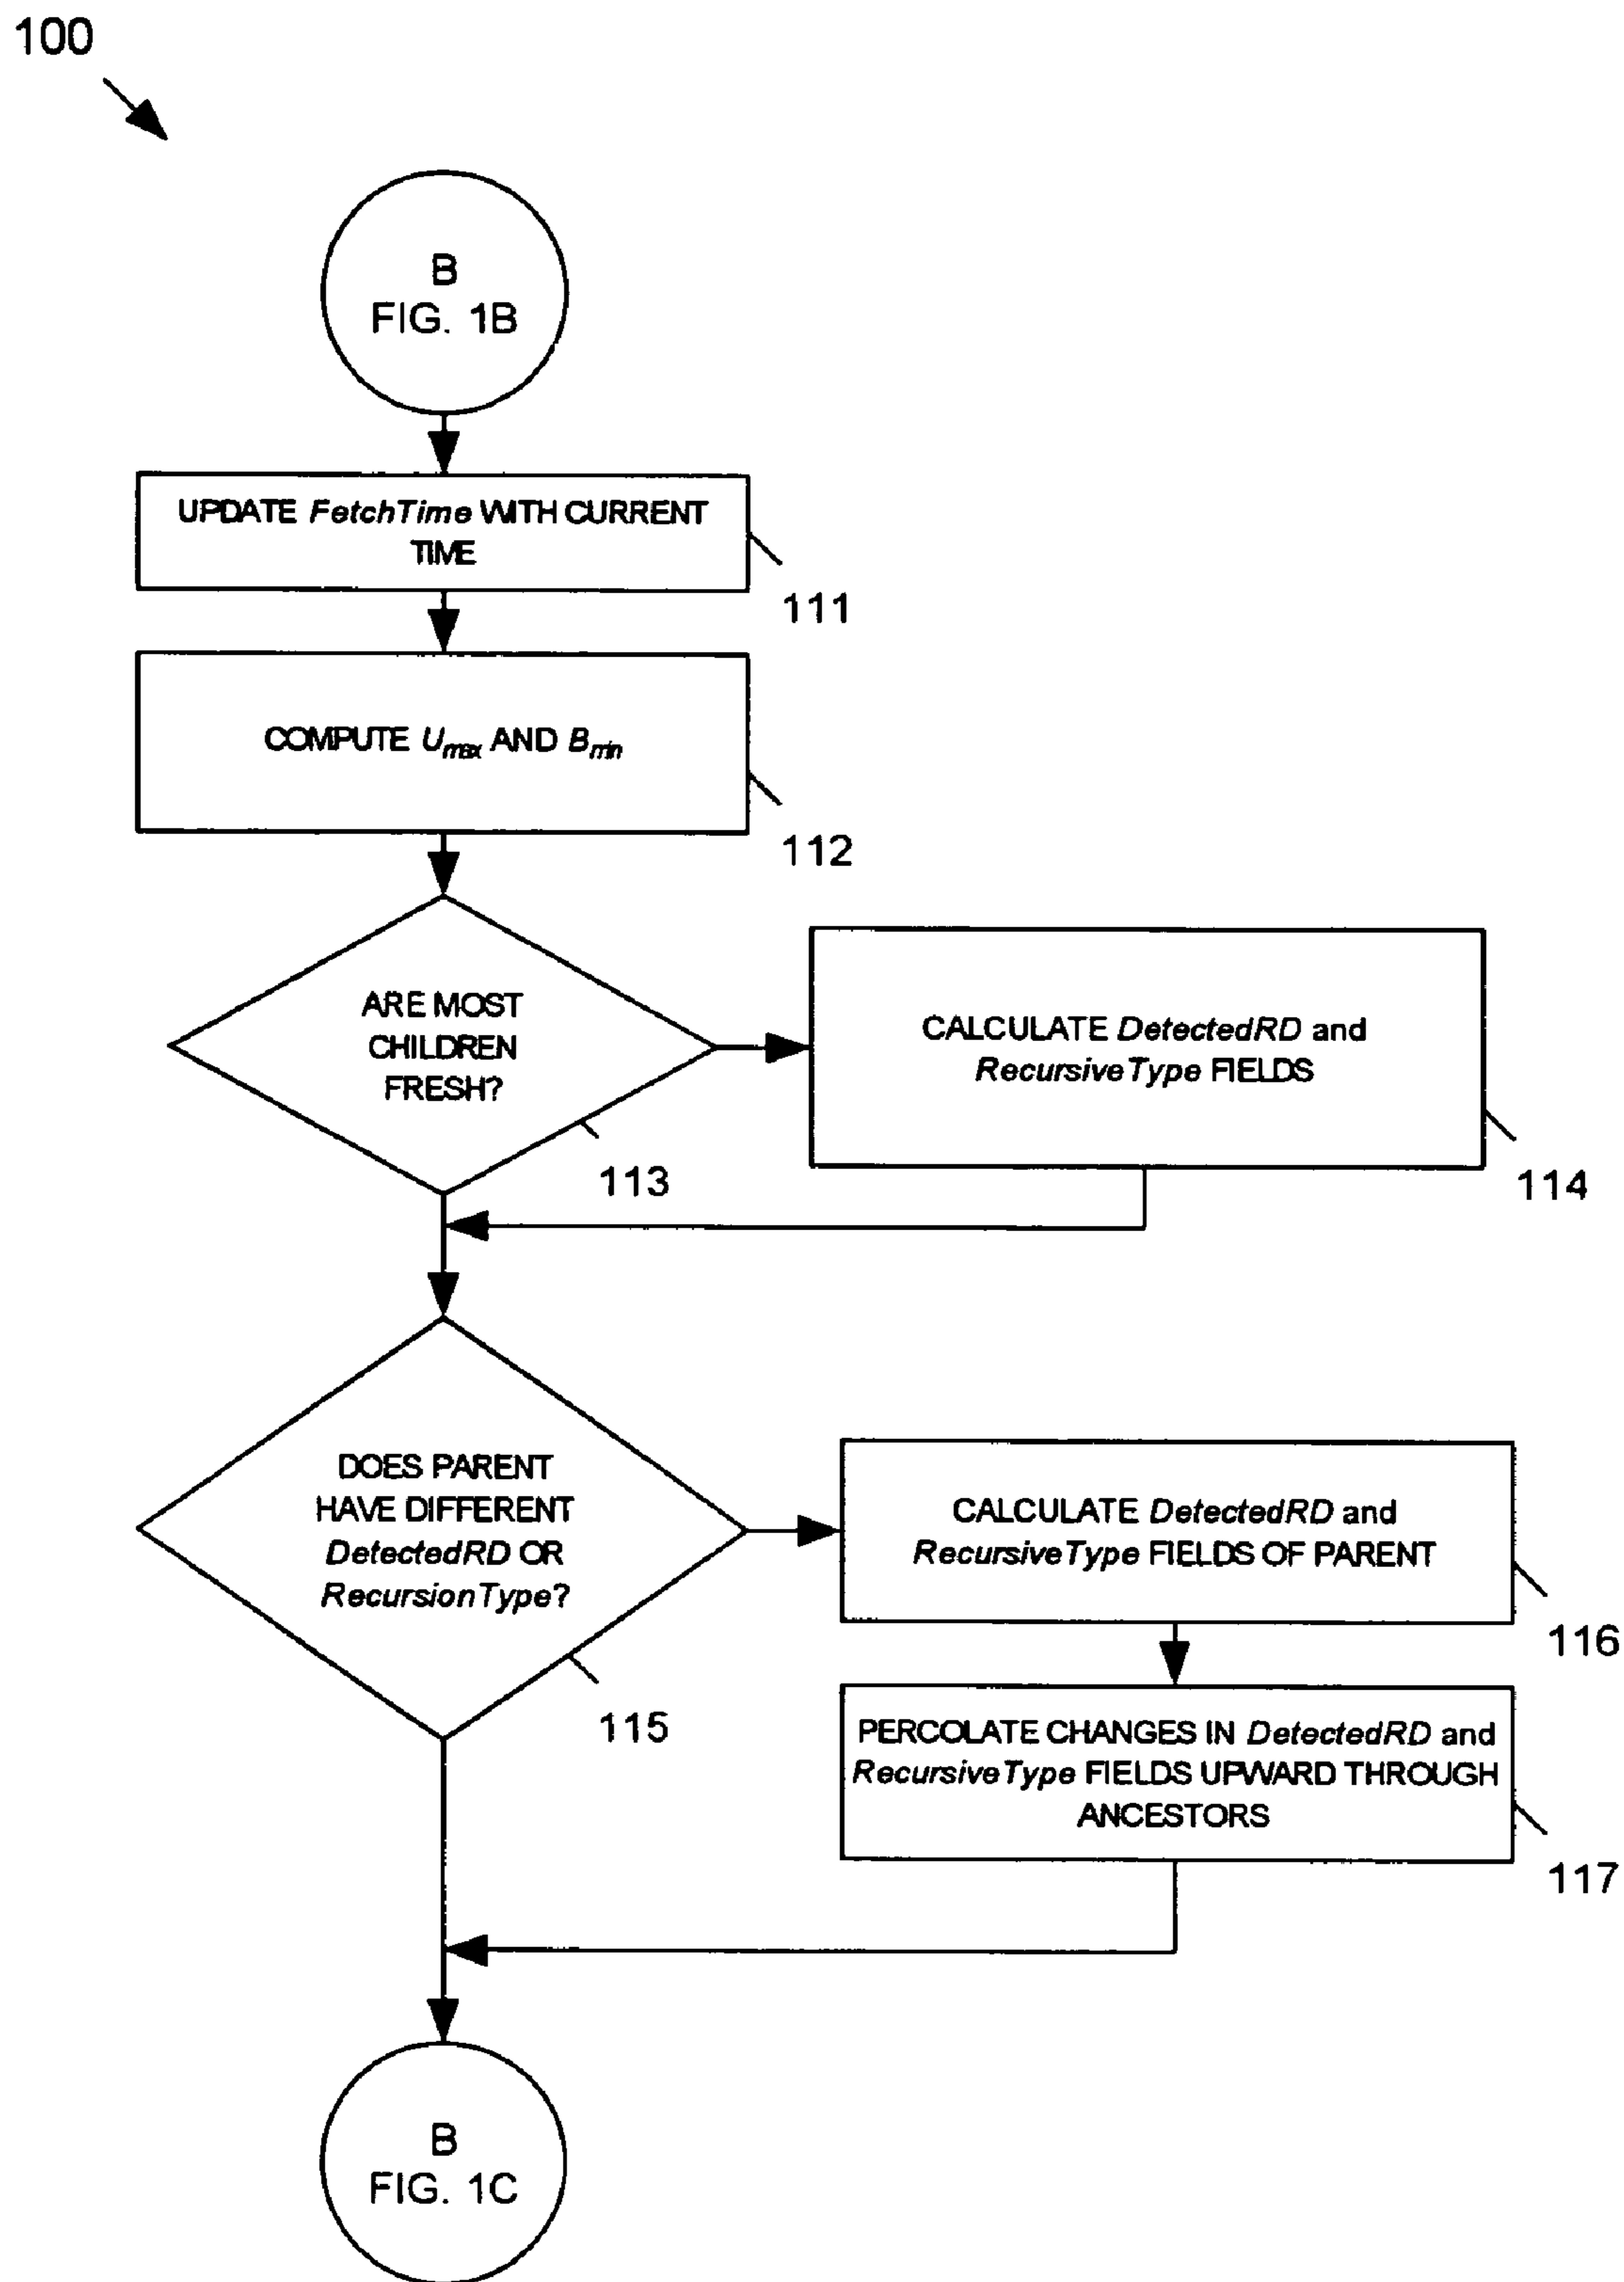 100
B
FIG. 1B
UPDATE FetchTime WITH CURRENT
TIME
111
COMPUTE Umax AND Bmin
112
ARE MOST
CHILDREN
FRESH?
113
CALCULATE DetectedRD and
RecursiveType FIELDS
114
DOES PARENT
HAVE DIFFERENT
DetectedRD OR
RecursionType?
115
CALCULATE DetectedRD and
RecursiveType FIELDS OF PARENT
116
PERCOLATE CHANGES IN DetectedRD and
RecursiveType FIELDS UPWARD THROUGH
ANCESTORS
117
B
FIG. 1C